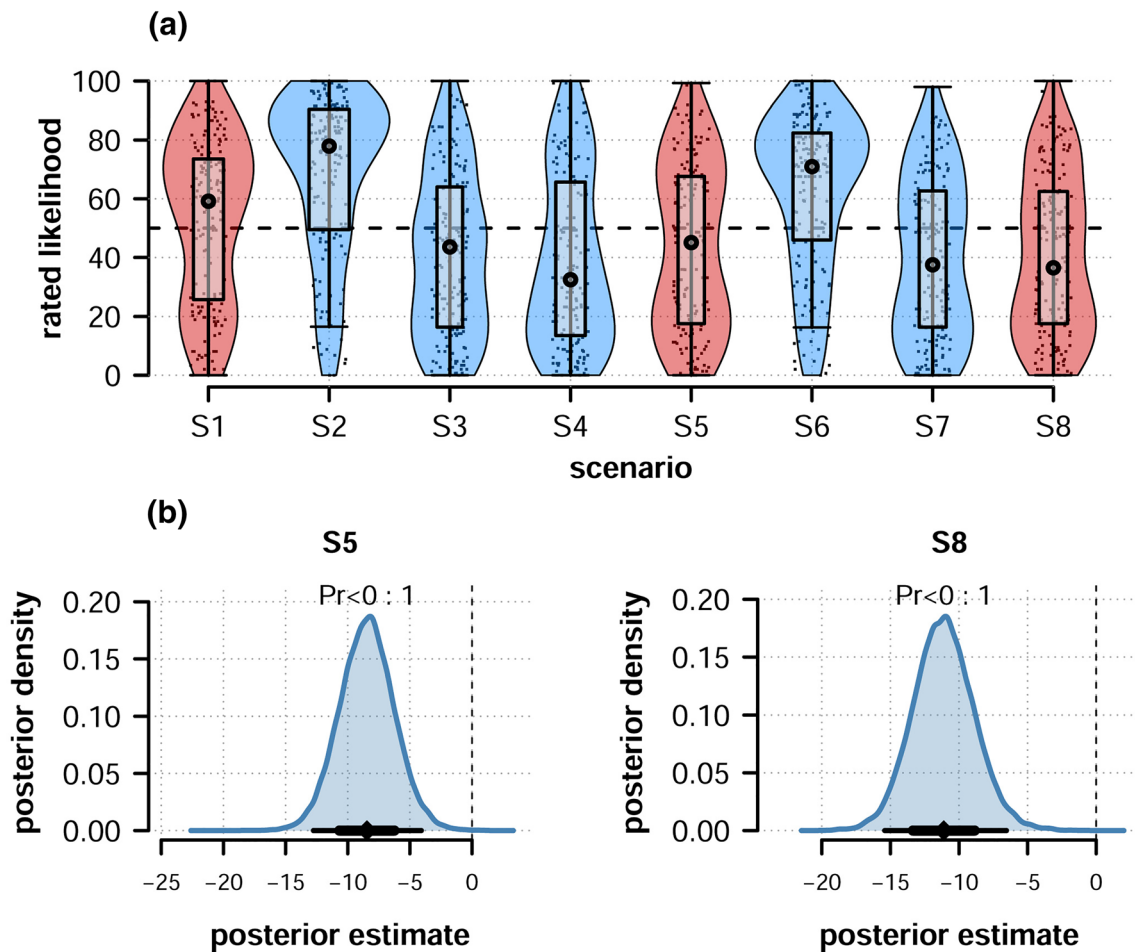 (a)
rated likelihood
100
80
60
40
20
0
S1 S2 S3 S4 S5 S6 S7 S8
scenario
(b)
S5
Pr<0 : 1
posterior density
0.20
0.15
0.10
0.05
0.00
−25 −20 −15 −10 −5 0
posterior estimate
S8
Pr<0 : 1
posterior density
0.20
0.15
0.10
0.05
0.00
−20 −15 −10 −5 0
posterior estimate